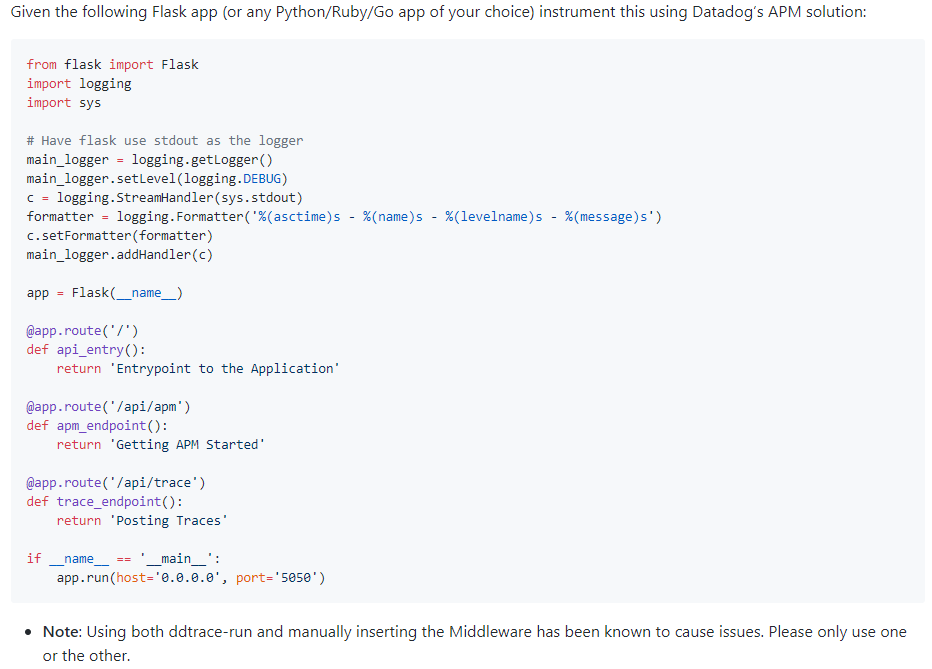 Given the following Flask app (or any Python/Ruby/Go app of your choice) instrument this using Datadog's APM solution:
from flask import Flask
import logging
import sys
# Have flask use stdout as the logger
main_logger = logging.getLogger()
main_logger.setLevel(logging.DEBUG)
c = logging.StreamHandler(sys.stdout)
formatter = logging.Formatter('%(asctime)s - %(name)s - %(levelname)s - %(message)s')
c.setFormatter(formatter)
main_logger.addHandler(c)
app = Flask(__name__)
@app.route('/')
def api_entry():
    return 'Entrypoint to the Application'
@app.route('/api/apm')
def apm_endpoint():
    return 'Getting APM Started'
@app.route('/api/trace')
def trace_endpoint():
    return 'Posting Traces'
if __name__ == '__main__':
    app.run(host='0.0.0.0', port='5050')
• Note: Using both ddtrace-run and manually inserting the Middleware has been known to cause issues. Please only use one
or the other.